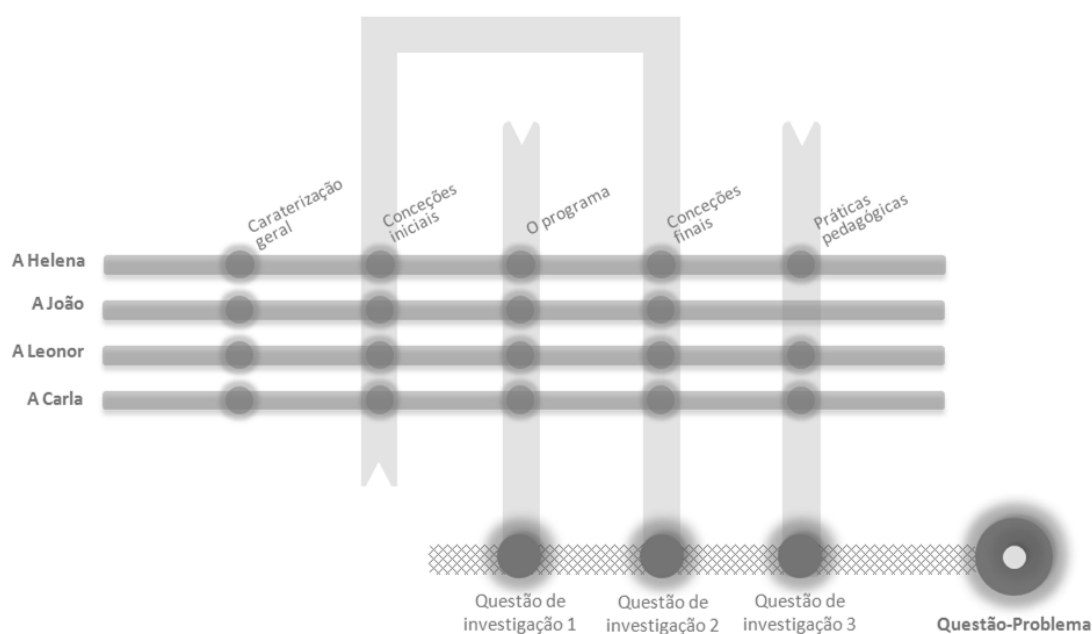 Caraterização
geral
Conceções
iniciais
O programa
Conceções
finais
Práticas
pedagógicas
A Helena
A João
A Leonor
A Carla
Questão de
investigação 1
Questão de
investigação 2
Questão de
investigação 3
Questão-Problema